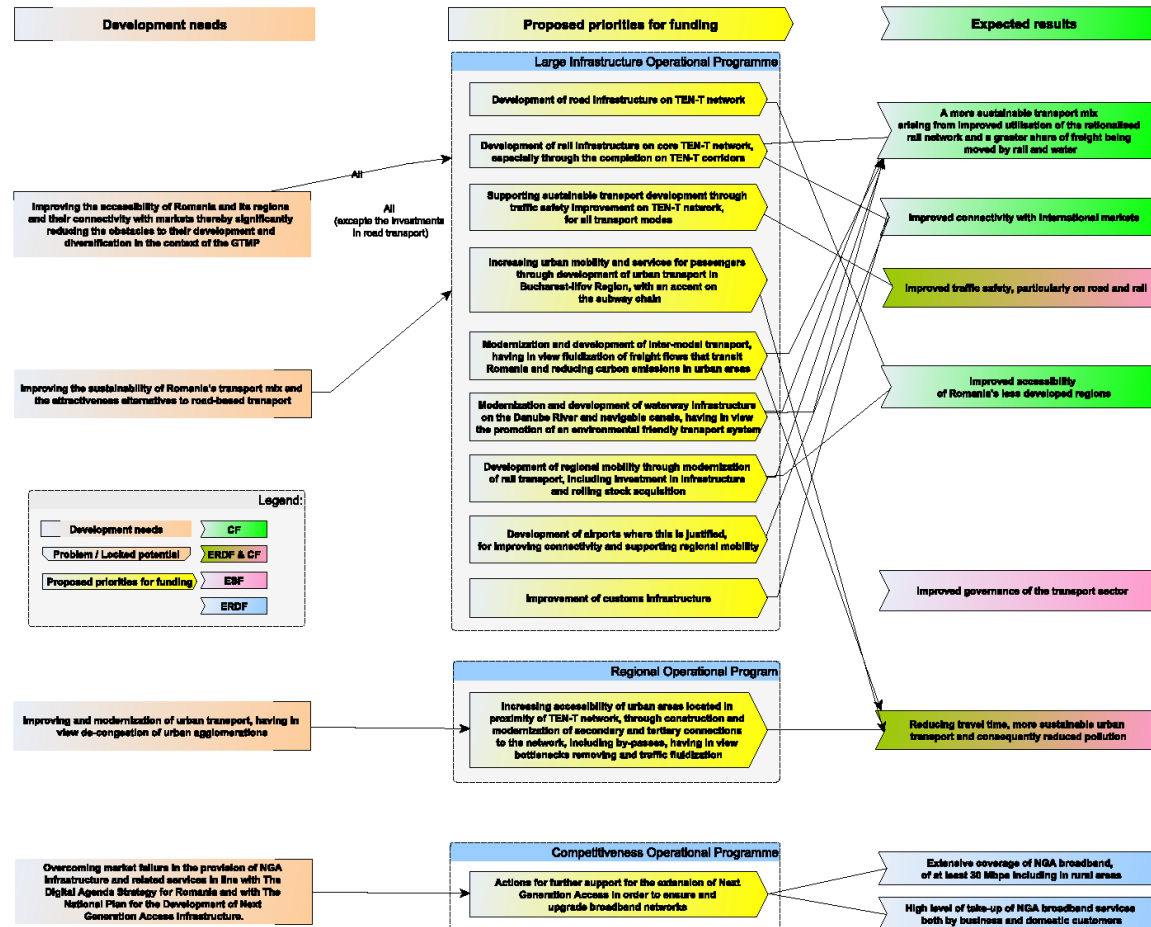 Development needs
Proposed priorities for funding
Expected results
Large Infrastructure Operational Programme
Development of road infrastructure on TEN-T network
Development of rail infrastructure on core TEN-T network,
especially through the completion on TEN-T corridors
Supporting sustainable transport development through
traffic safety improvement on TEN-T network,
for all transport modes
Increasing urban mobility and services for passengers
through development of urban transport in
Bucharest-Ilfov Region, with an accent on
the subway chain
Modernization and development of inter-modal transport,
having in view fluidization of freight flows that transit
Romania and reducing carbon emissions in urban areas
Modernization and development of waterway infrastructure
on the Danube River and navigable canals, having in view
the promotion of an environmental friendly transport system
Development of regional mobility through modernization
of rail transport, including investment in infrastructure
and rolling stock acquisition
Development of airports where this is justified,
for improving connectivity and supporting regional mobility
Improvement of customs infrastructure
All
All
(excepte the investments
in road transport)
Improving the accessibility of Romania and its regions
and their connectivity with markets thereby significantly
reducing the obstacles to their development and
diversification in the context of the GTMP
Improving the sustainability of Romania's transport mix and
the attractiveness alternatives to road-based transport
Legend:
Development needs
CF
Problem / Locked potential
ERDF & CF
Proposed priorities for funding
ESF
ERDF
A more sustainable transport mix
arising from improved utilisation of the rationalised
rail network and a greater share of freight being
moved by rail and water
Improved connectivity with international markets
Improved traffic safety, particularly on road and rail
Improved accessibility
of Romania's less developed regions
Improved governance of the transport sector
Improving and modernization of urban transport, having in
view de-congestion of urban agglomerations
Regional Operational Program
Increasing accessibility of urban areas located in
proximity of TEN-T network, through construction and
modernization of secondary and tertiary connections
to the network, including by-passes, having in view
bottlenecks removing and traffic fluidization
Reducing travel time, more sustainable urban
transport and consequently reduced pollution
Overcoming market failure in the provision of NGA
infrastructure and related services in line with The
Digital Agenda Strategy for Romania and with The
National Plan for the Development of Next
Generation Access Infrastructure.
Competitiveness Operational Programme
Actions for further support for the extension of Next
Generation Access in order to ensure and
upgrade broadband networks
Extensive coverage of NGA broadband,
of at least 30 Mbps including in rural areas
High level of take-up of NGA broadband services
both by business and domestic customers